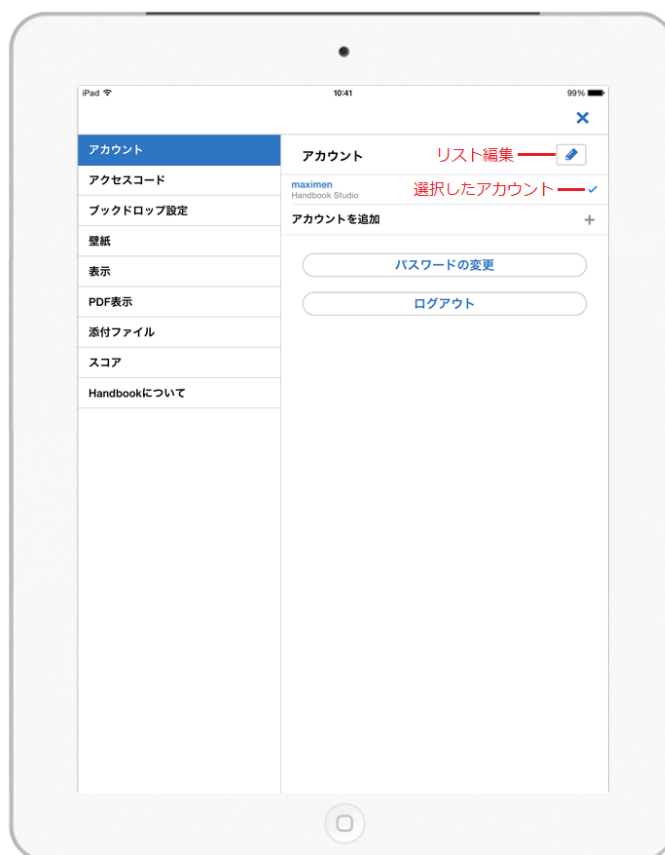 iPad 10:41 99%
アカウント
アクセスコード
ブックドロップ設定
壁紙
表示
PDF表示
添付ファイル
スコア
Handbookについて
アカウント リスト編集
maximen
Handbook Studio
選択したアカウント
アカウントを追加
パスワードの変更
ログアウト